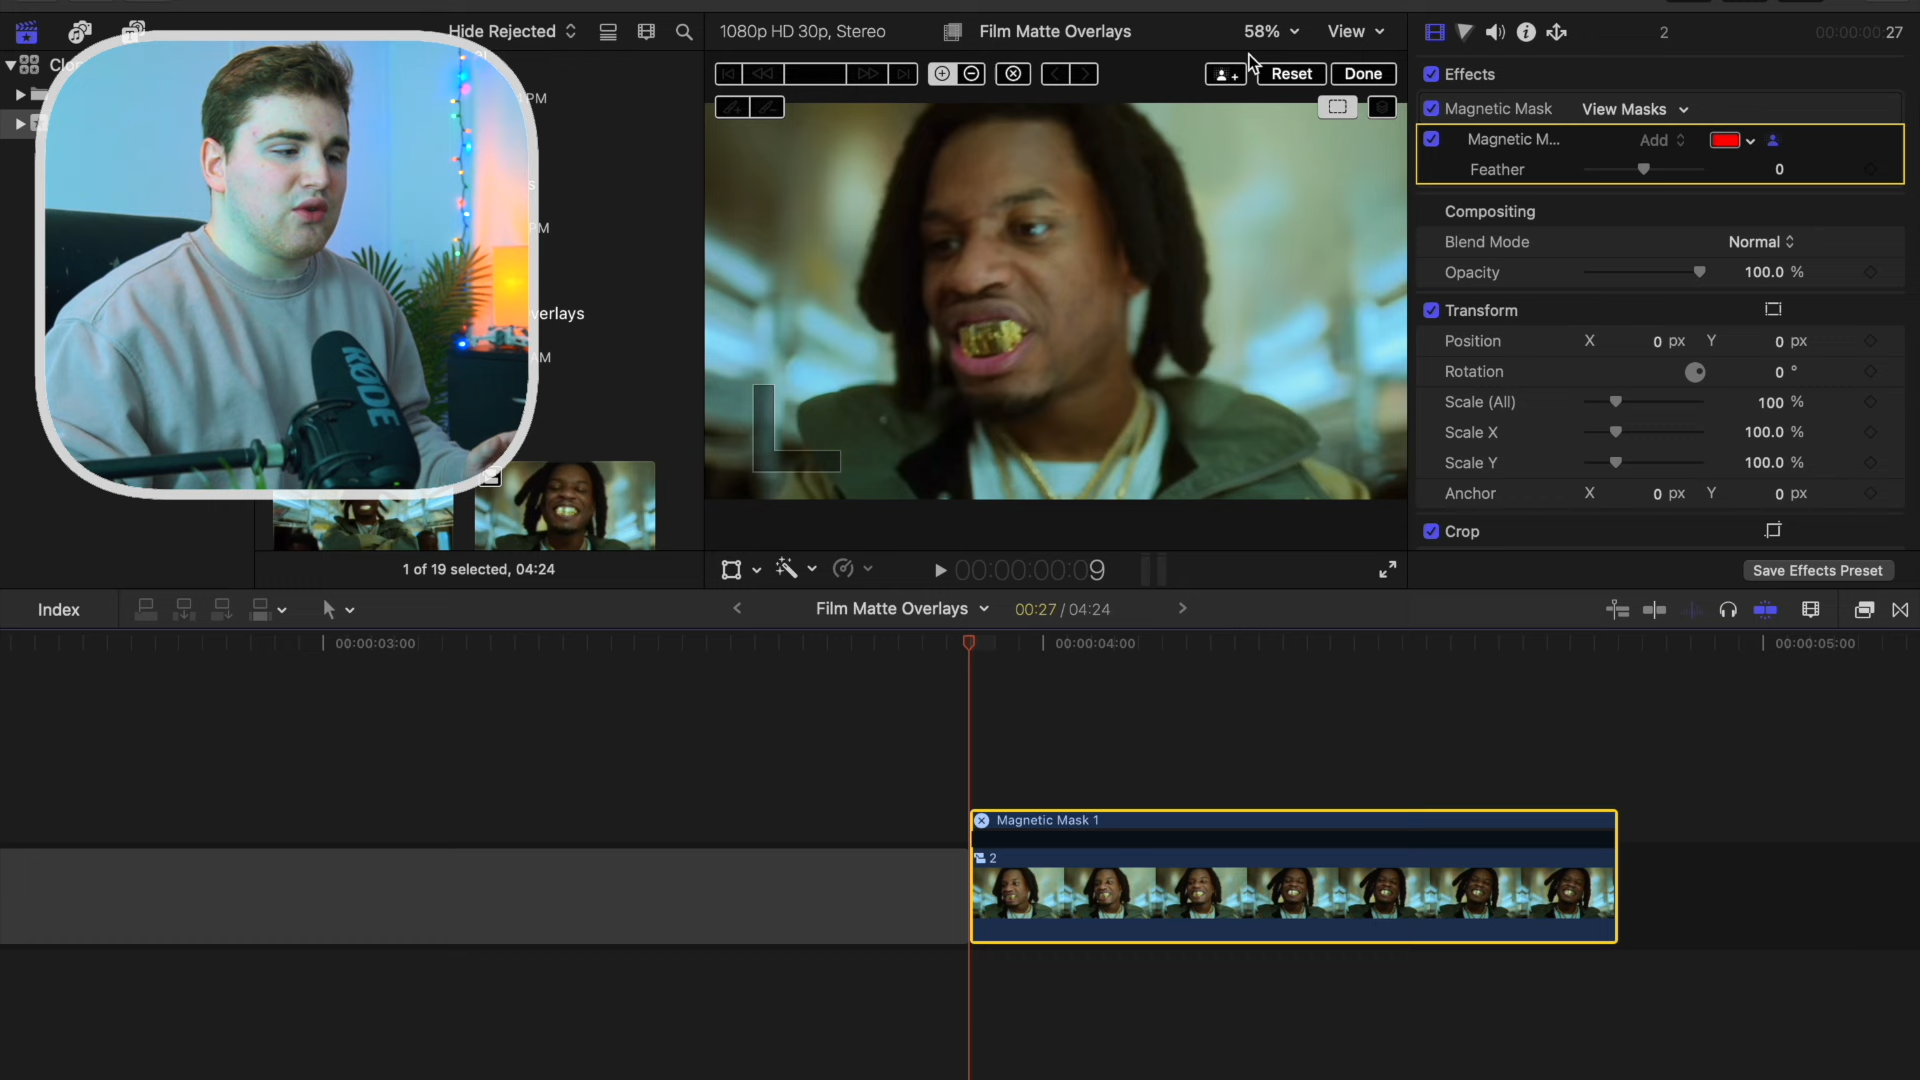 Hide Rejected
1080p HD 30p, Stereo
Film Matte Overlays
58%
View
2
00:00:00:27
Clo
PM
PM
verlays
AM
RØDE
Reset
Done
Effects
Magnetic Mask
View Masks
Magnetic M...
Add
Feather
0
Compositing
Blend Mode
Normal
Opacity
100.0 %
Transform
Position
X
0 px
Y
0 px
Rotation
0 °
Scale (All)
100 %
Scale X
100.0 %
Scale Y
100.0 %
Anchor
X
0 px
Y
0 px
Crop
1 of 19 selected, 04:24
00:00:00:09
Save Effects Preset
Index
Film Matte Overlays
00:27 / 04:24
00:00:03:00
00:00:04:00
00:00:05:00
Magnetic Mask 1
2